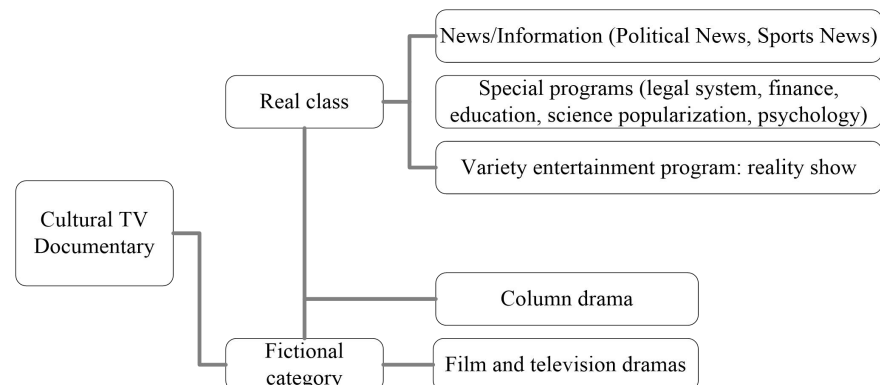 News/Information (Political News, Sports News)
Real class
Special programs (legal system, finance,
education, science popularization, psychology)
Variety entertainment program: reality show
Cultural TV
Documentary
Column drama
Fictional
category
Film and television dramas